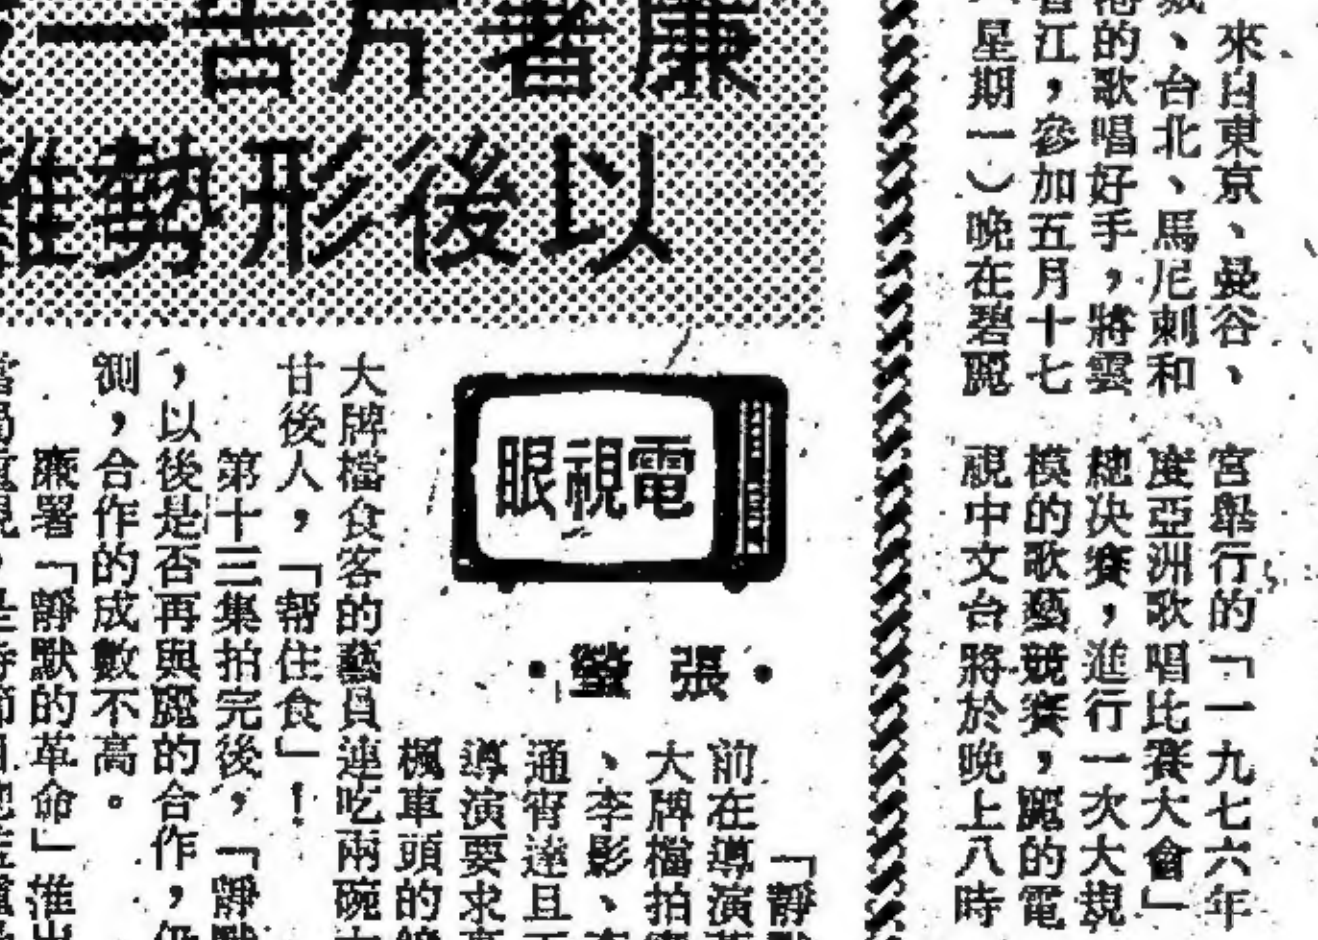 來自東京、曼谷、
、台北、馬尼剌和
港的歌唱好手，將雲
江，參加五月十七
星期一）晚在碧麗
宮舉行的「一九七六年
度亞洲歌唱比賽大會」
總決賽，進行一次大規
模的歌藝競賽，麗的電
視中文台將於晚上八時
廉署片告一
以後形勢難
電視眼
·張瑩·
「靜默
前在導演
大牌檔拍
、李影、
通宵達旦
導演要求
楓車頭的
大牌檔食客的藝員連吃兩碗
甘後人，「幫住食」！
第十三集拍完後，「靜默
，以後是否再與麗的合作，仍
測，合作的成數不高。
廉署「靜默的革命」推出